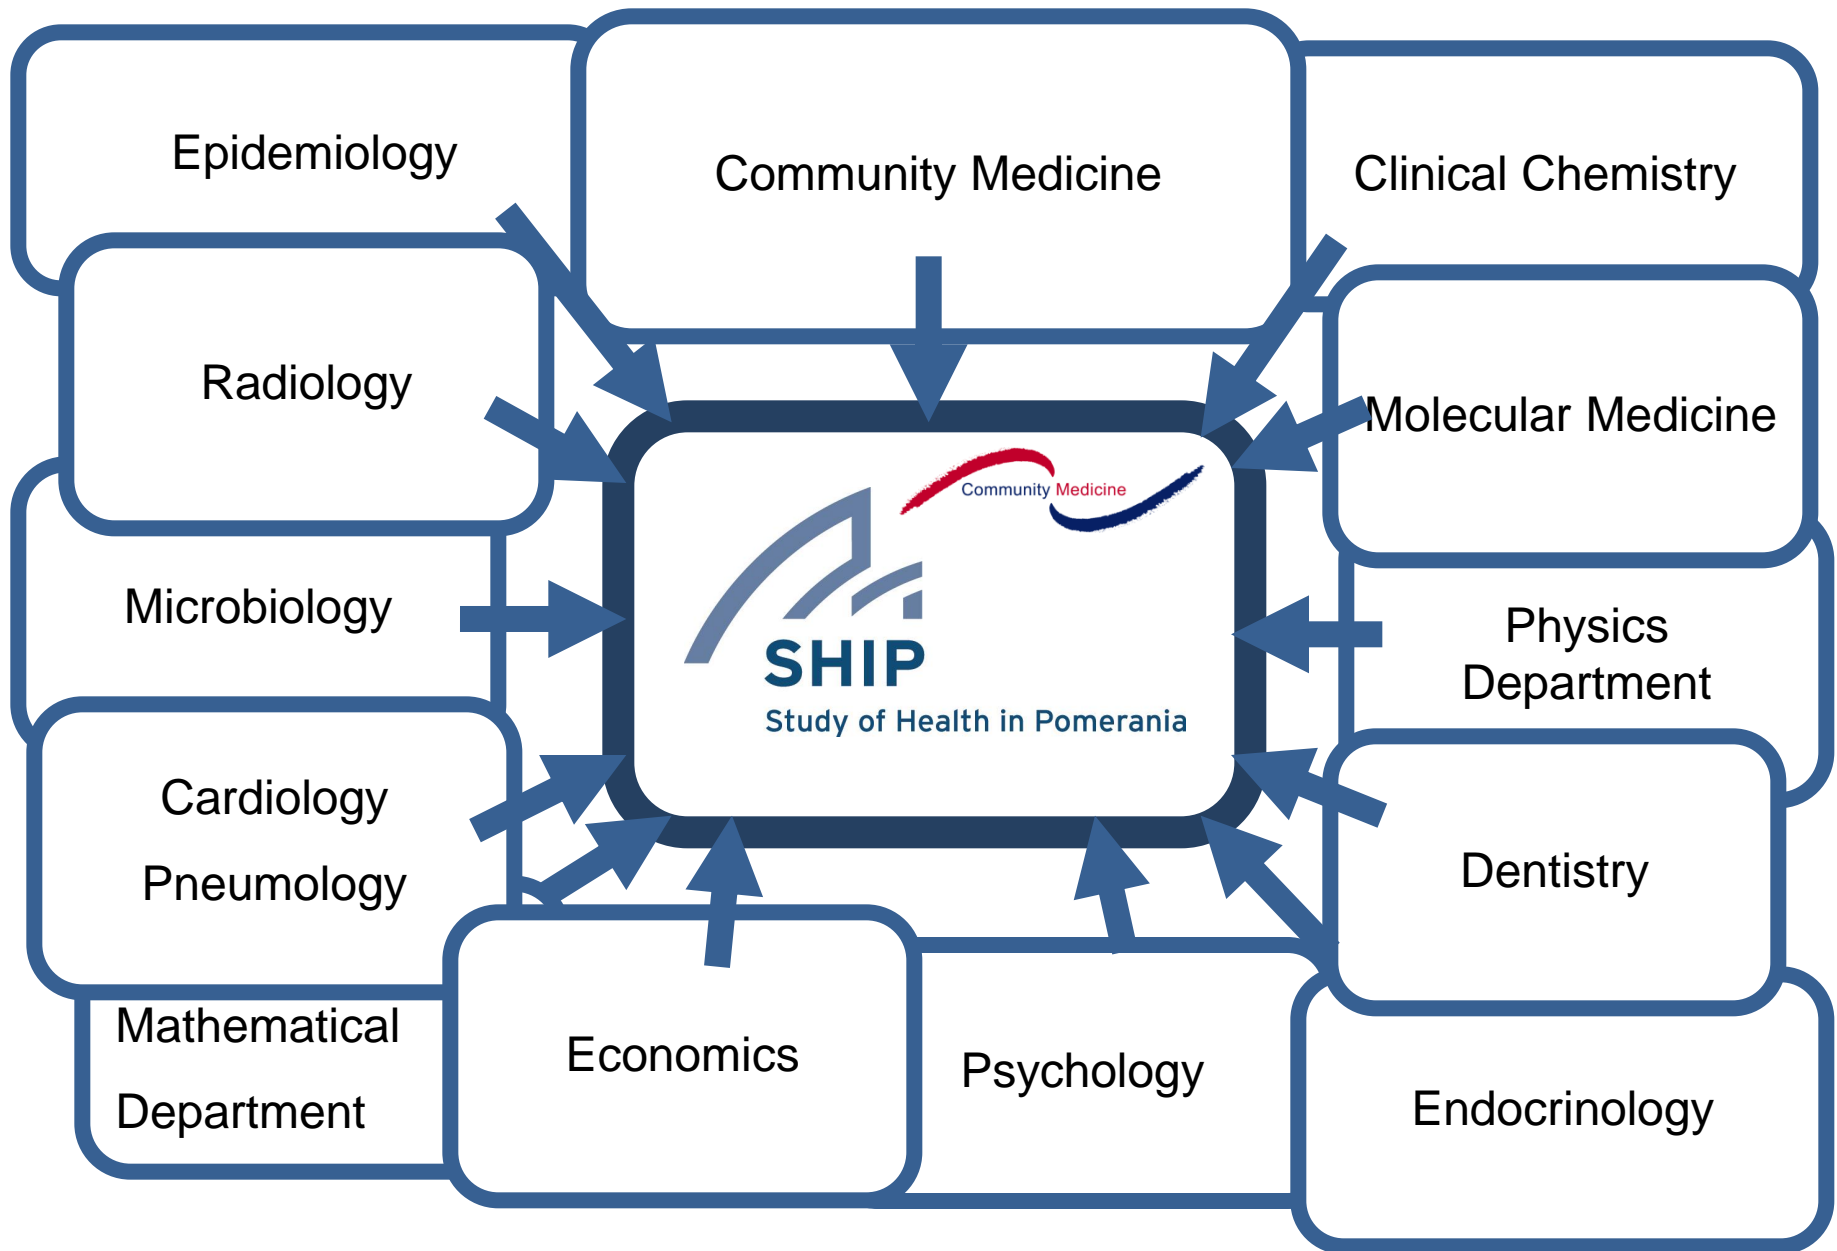 Epidemiology
Community Medicine
Clinical Chemistry
Radiology
Molecular Medicine
Community Medicine
Microbiology
Physics
Department
SHIP
Study of Health in Pomerania
Cardiology
Pneumology
Dentistry
Mathematical
Department
Economics
Psychology
Endocrinology